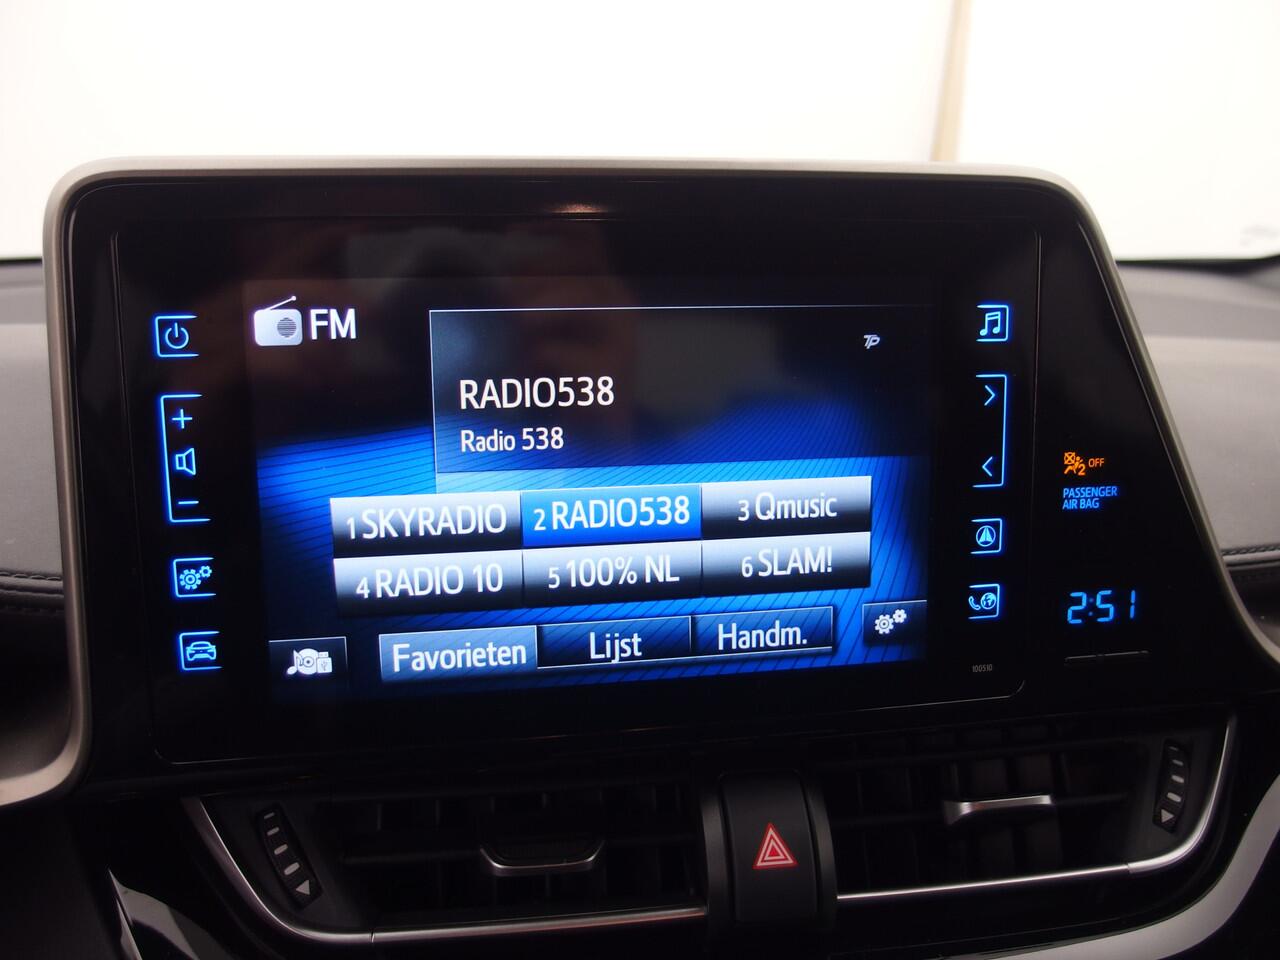 FM
TP
RADIO538
Radio 538
1 SKYRADIO
2 RADIO538
3 Qmusic
4 RADIO 10
5 100% NL
6 SLAM!
Favorieten
Lijst
Handm.
2 OFF
PASSENGER
AIR BAG
2:51
100510